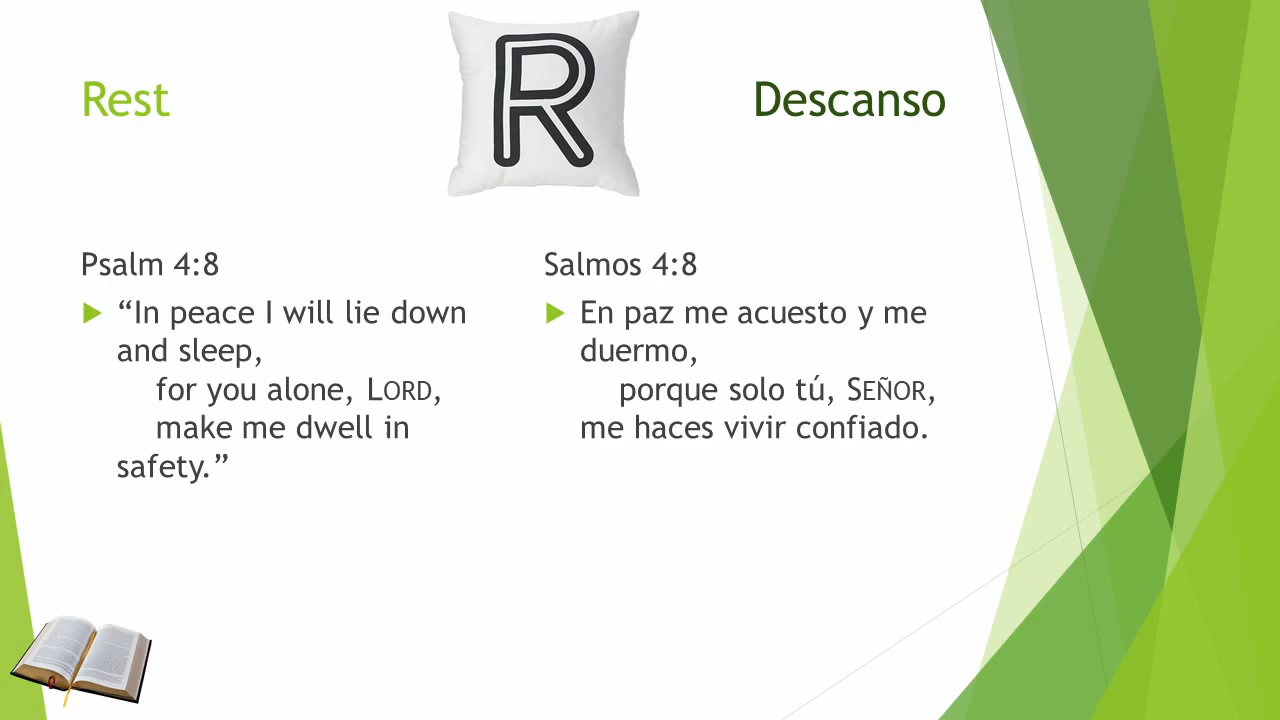 Rest
R
Descanso
Psalm 4:8
“In peace I will lie down
and sleep,
for you alone, LORD,
make me dwell in
safety.”
Salmos 4:8
En paz me acuesto y me
duermo,
porque solo tú, SEÑOR,
me haces vivir confiado.